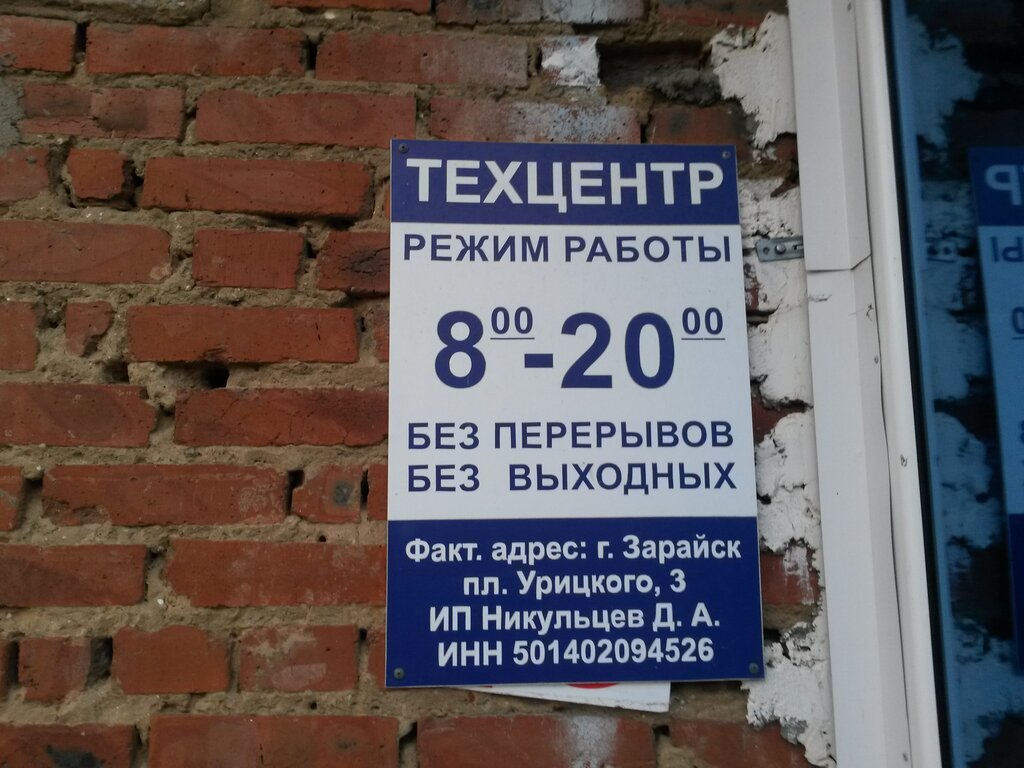 ТЕХЦЕНТР
РЕЖИМ РАБОТЫ
8⁰⁰-20⁰⁰
БЕЗ ПЕРЕРЫВОВ
БЕЗ ВЫХОДНЫХ
Факт. адрес: г. Зарайск
пл. Урицкого, 3
ИП Никульцев Д. А.
ИНН 501402094526